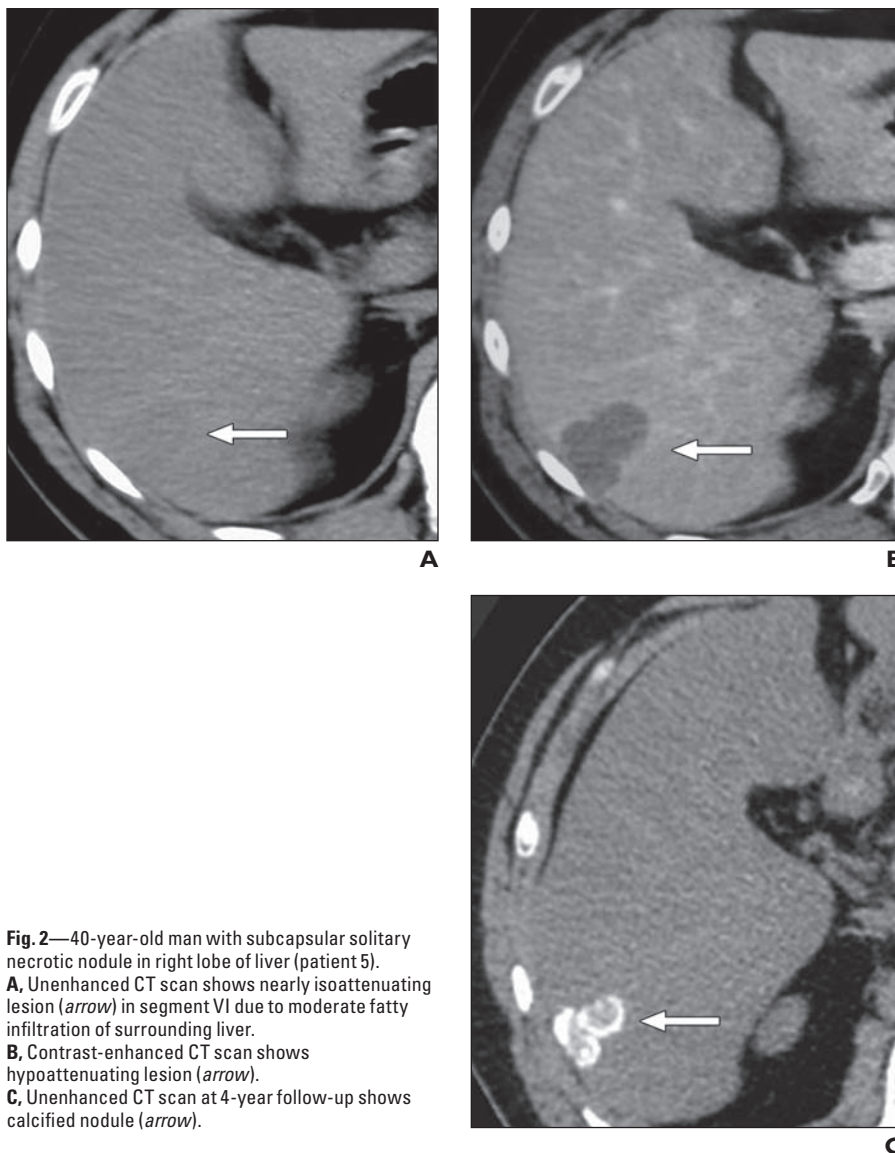 A
B
Fig. 2—40-year-old man with subcapsular solitary
necrotic nodule in right lobe of liver (patient 5).
A, Unenhanced CT scan shows nearly isoattenuating
lesion (arrow) in segment VI due to moderate fatty
infiltration of surrounding liver.
B, Contrast-enhanced CT scan shows
hypoattenuating lesion (arrow).
C, Unenhanced CT scan at 4-year follow-up shows
calcified nodule (arrow).
C